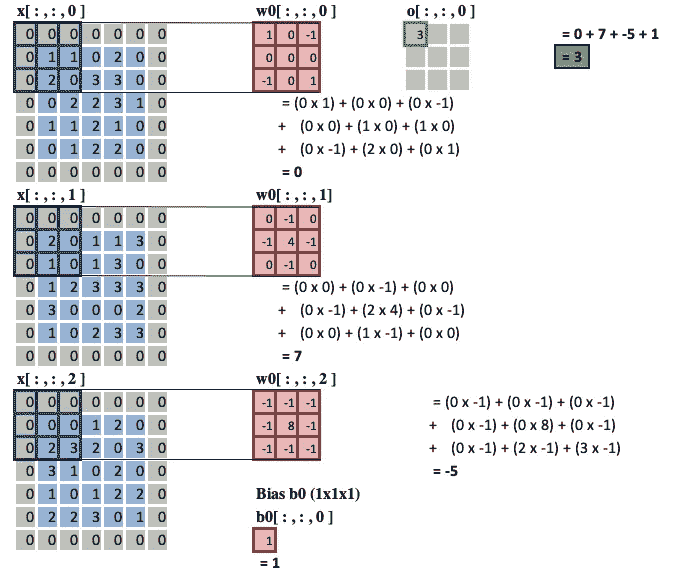 x[ : , : , 0 ] w0[ : , : , 0 ] o[ : , : , 0 ]
0 0 0 0 0 0 0 1 0 -1 3 = 0 + 7 + -5 + 1
0 1 1 0 2 0 0 0 0 0 = 3
0 2 0 3 3 0 0 -1 0 1
0 0 2 2 3 1 0 = (0 x 1) + (0 x 0) + (0 x -1)
0 1 1 2 1 0 0 + (0 x 0) + (1 x 0) + (1 x 0)
0 0 1 2 2 0 0 + (0 x -1) + (2 x 0) + (0 x 1)
0 0 0 0 0 0 0 = 0
x[ : , : , 1 ] w0[ : , : , 1]
0 0 0 0 0 0 0 0 -1 0
0 2 0 1 1 3 0 -1 4 -1
0 1 0 1 3 0 0 0 -1 0
0 1 2 3 3 3 0 = (0 x 0) + (0 x -1) + (0 x 0)
0 3 0 0 0 2 0 + (0 x -1) + (2 x 4) + (0 x -1)
0 1 0 2 3 3 0 + (0 x 0) + (1 x -1) + (0 x 0)
0 0 0 0 0 0 0 = 7
x[ : , : , 2 ] w0[ : , : , 2 ]
0 0 0 0 0 0 0 -1 -1 -1 = (0 x -1) + (0 x -1) + (0 x -1)
0 0 0 1 2 0 0 -1 8 -1 + (0 x -1) + (0 x 8) + (0 x -1)
0 2 3 2 0 3 0 -1 -1 -1 + (0 x -1) + (2 x -1) + (3 x -1)
0 3 1 0 2 0 0 = -5
0 1 0 1 2 2 0 Bias b0 (1x1x1)
0 2 2 3 0 1 0 b0[ : , : , 0 ]
0 0 0 0 0 0 0 1
= 1